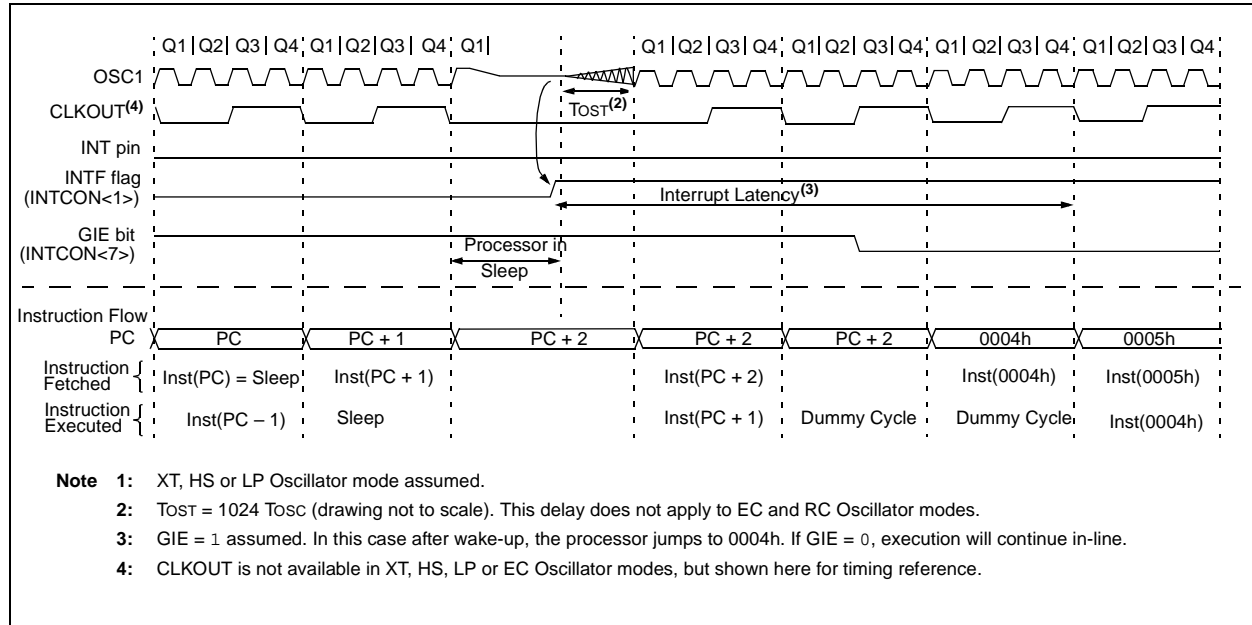 Q1 | Q2 | Q3 | Q4 Q1 | Q2 | Q3 | Q4 Q1 | Q1 | Q2 | Q3 | Q4 Q1 | Q2 | Q3 | Q4 Q1 | Q2 | Q3 | Q4 Q1 | Q2 | Q3 | Q4
OSC1
TOST(2)
CLKOUT(4)
INT pin
INTF flag
(INTCON<1>)
Interrupt Latency(3)
GIE bit
(INTCON<7>)
Processor in
Sleep
Instruction Flow
PC PC PC + 1 PC + 2 PC + 2 PC + 2 0004h 0005h
Instruction
Fetched { Inst(PC) = Sleep Inst(PC + 1) Inst(PC + 2) Inst(0004h) Inst(0005h)
Instruction
Executed { Inst(PC – 1) Sleep Inst(PC + 1) Dummy Cycle Dummy Cycle Inst(0004h)
Note 1: XT, HS or LP Oscillator mode assumed.
2: TOST = 1024 TOSC (drawing not to scale). This delay does not apply to EC and RC Oscillator modes.
3: GIE = 1 assumed. In this case after wake-up, the processor jumps to 0004h. If GIE = 0, execution will continue in-line.
4: CLKOUT is not available in XT, HS, LP or EC Oscillator modes, but shown here for timing reference.